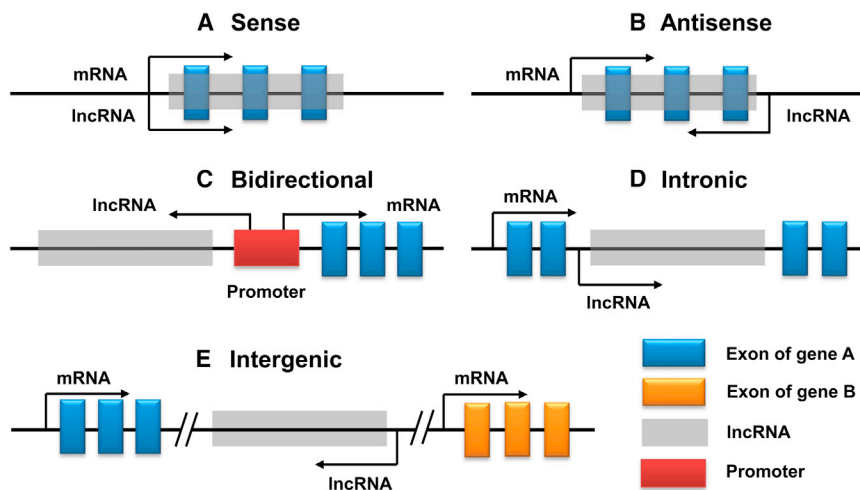 A Sense
mRNA
lncRNA
B Antisense
mRNA
lncRNA
C Bidirectional
lncRNA
mRNA
Promoter
D Intronic
mRNA
lncRNA
E Intergenic
mRNA
lncRNA
mRNA
Exon of gene A
Exon of gene B
lncRNA
Promoter